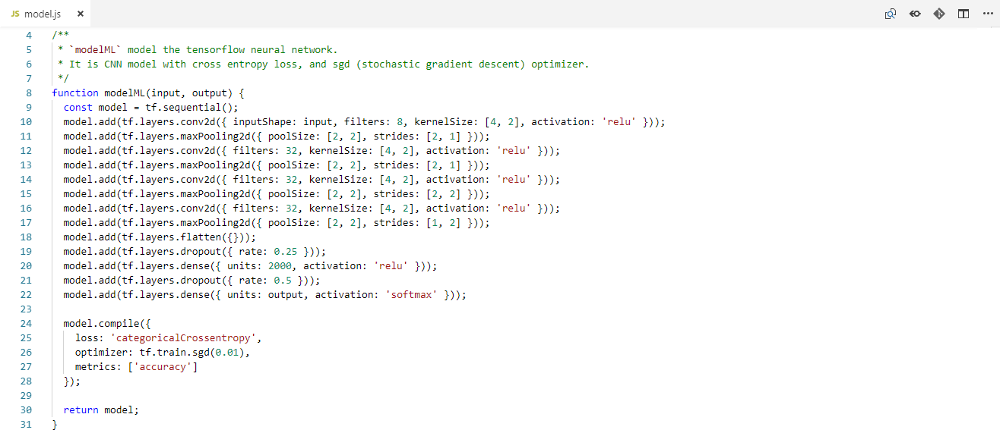 JS model.js ×
4 /**
5  * `modelML` model the tensorflow neural network.
6  * It is CNN model with cross entropy loss, and sgd (stochastic gradient descent) optimizer.
7  */
8 function modelML(input, output) {
9   const model = tf.sequential();
10   model.add(tf.layers.conv2d({ inputShape: input, filters: 8, kernelSize: [4, 2], activation: 'relu' }));
11   model.add(tf.layers.maxPooling2d({ poolSize: [2, 2], strides: [2, 1] }));
12   model.add(tf.layers.conv2d({ filters: 32, kernelSize: [4, 2], activation: 'relu' }));
13   model.add(tf.layers.maxPooling2d({ poolSize: [2, 2], strides: [2, 1] }));
14   model.add(tf.layers.conv2d({ filters: 32, kernelSize: [4, 2], activation: 'relu' }));
15   model.add(tf.layers.maxPooling2d({ poolSize: [2, 2], strides: [2, 2] }));
16   model.add(tf.layers.conv2d({ filters: 32, kernelSize: [4, 2], activation: 'relu' }));
17   model.add(tf.layers.maxPooling2d({ poolSize: [2, 2], strides: [1, 2] }));
18   model.add(tf.layers.flatten({}));
19   model.add(tf.layers.dropout({ rate: 0.25 }));
20   model.add(tf.layers.dense({ units: 2000, activation: 'relu' }));
21   model.add(tf.layers.dropout({ rate: 0.5 }));
22   model.add(tf.layers.dense({ units: output, activation: 'softmax' }));
23
24   model.compile({
25     loss: 'categoricalCrossentropy',
26     optimizer: tf.train.sgd(0.01),
27     metrics: ['accuracy']
28   });
29
30   return model;
31 }